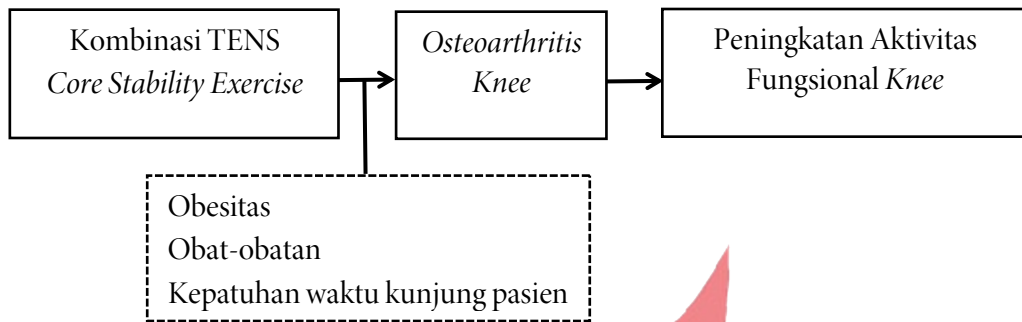 Kombinasi TENS
Core Stability Exercise
Osteoarthritis
Knee
Peningkatan Aktivitas
Fungsional Knee
Obesitas
Obat-obatan
Kepatuhan waktu kunjung pasien